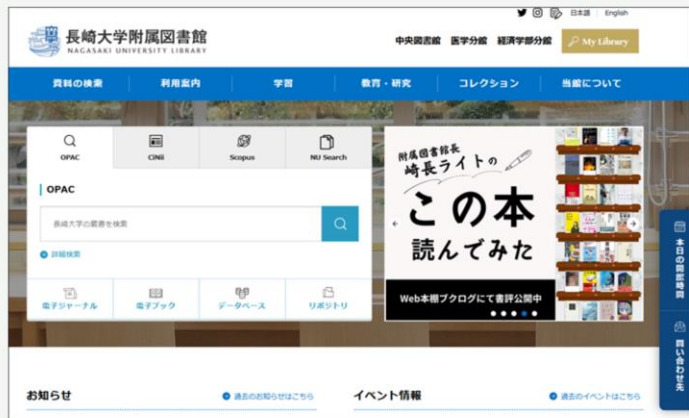 日本語 English
長崎大学附属図書館
NAGASAKI UNIVERSITY LIBRARY
中央図書館 医学分館 経済学部分館 My Library
資料の検索 利用案内 学習 教育・研究 コレクション 当館について
OPAC CiNii Scopus NU Search
OPAC
長崎大学の蔵書を検索
詳細検索
電子ジャーナル 電子ブック データベース リポジトリ
附属図書館長
崎長ライトの
この本
読んでみた
Web本棚ブクログにて書評公開中
本日の開館時間
問い合わせ先
お知らせ 過去のお知らせはこちら イベント情報 過去のイベントはこちら